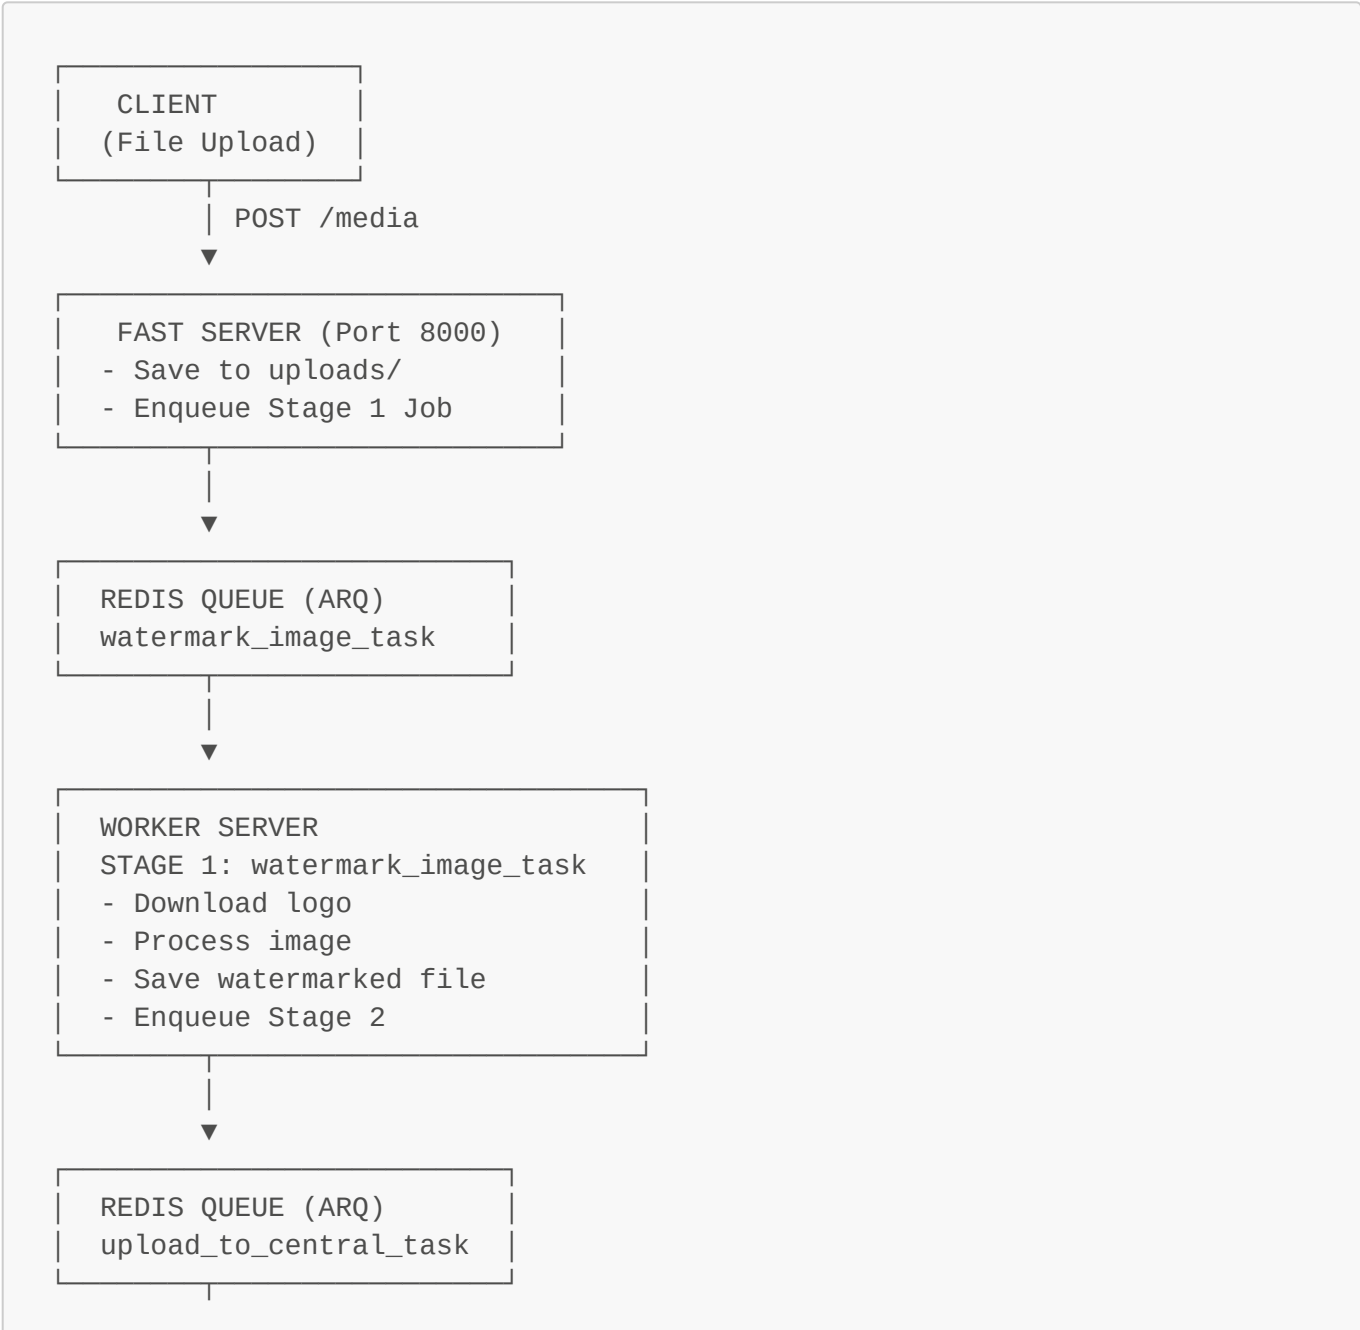 CLIENT
(File Upload)
POST /media
▼
FAST SERVER (Port 8000)
- Save to uploads/
- Enqueue Stage 1 Job
▼
REDIS QUEUE (ARQ)
watermark_image_task
▼
WORKER SERVER
STAGE 1: watermark_image_task
- Download logo
- Process image
- Save watermarked file
- Enqueue Stage 2
▼
REDIS QUEUE (ARQ)
upload_to_central_task